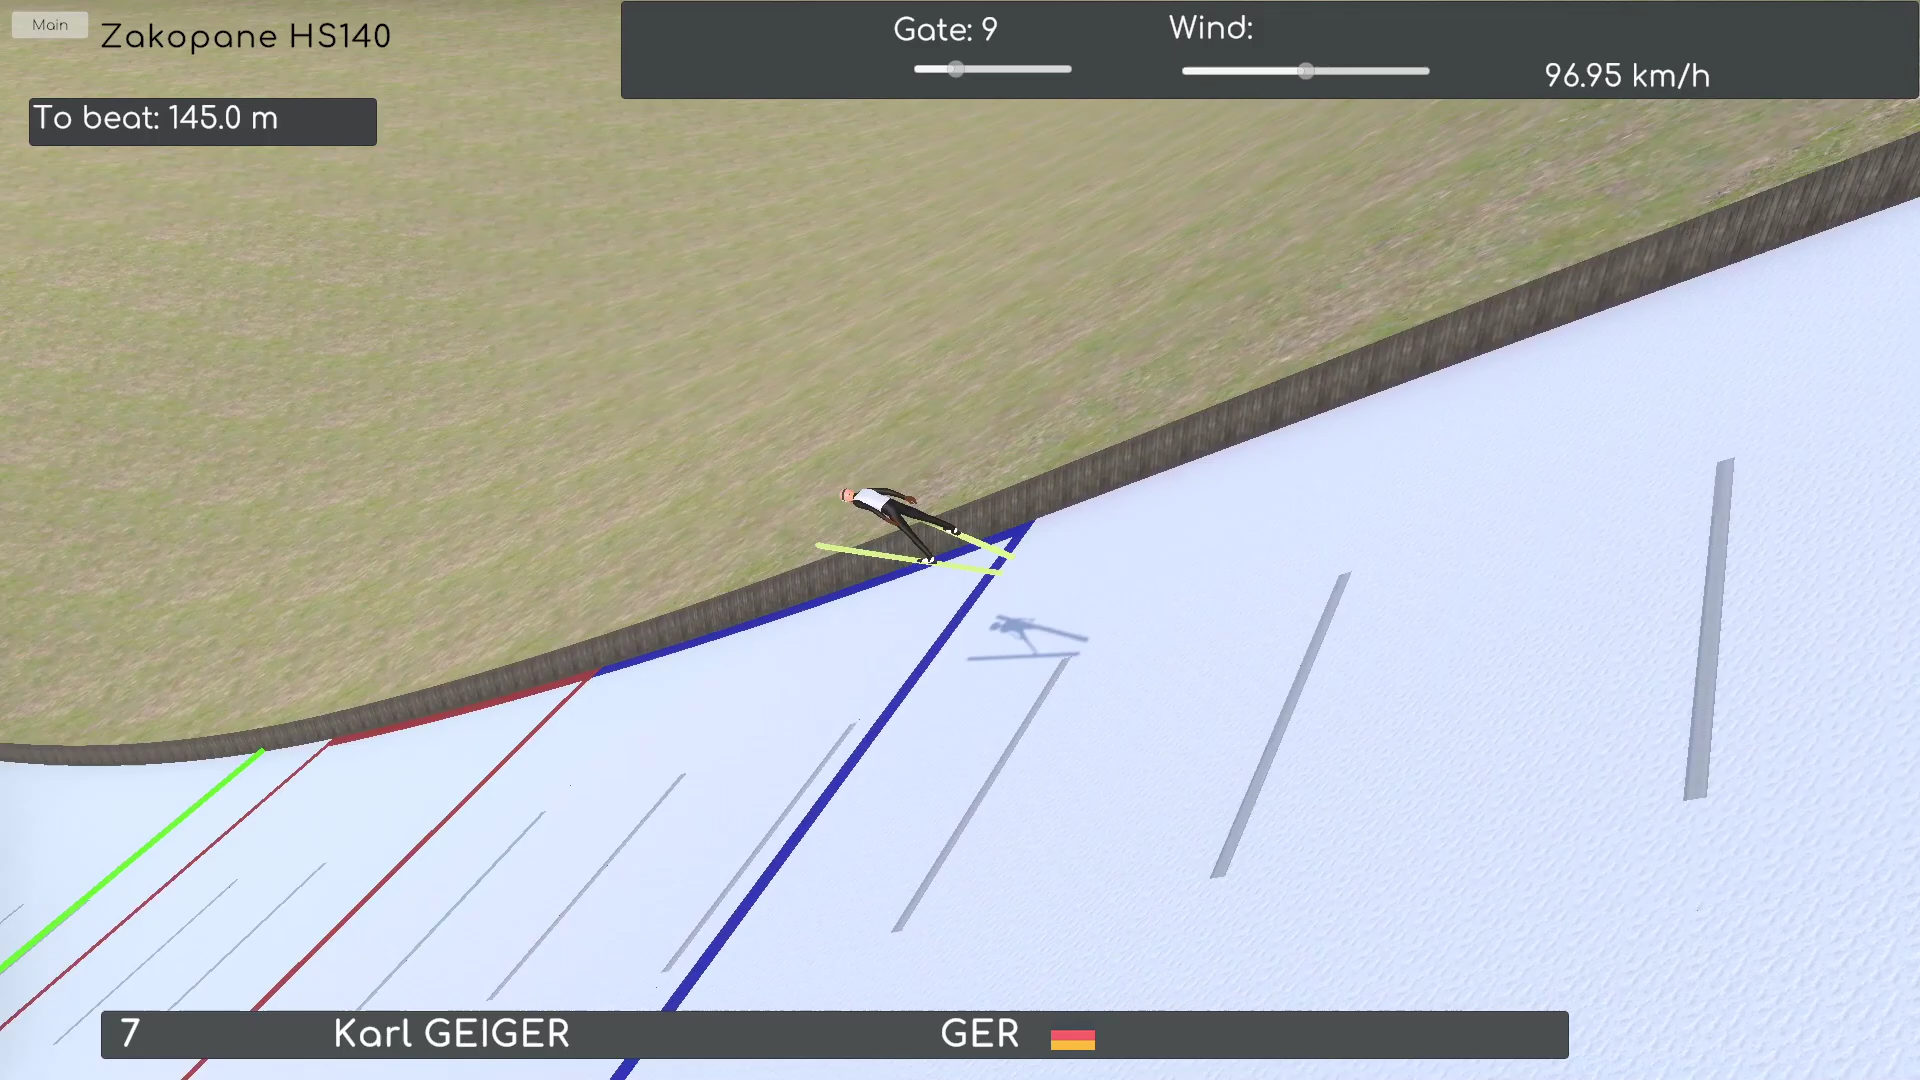 Main
Zakopane HS140
Gate: 9
Wind:
96.95 km/h
To beat: 145.0 m
7 Karl GEIGER GER